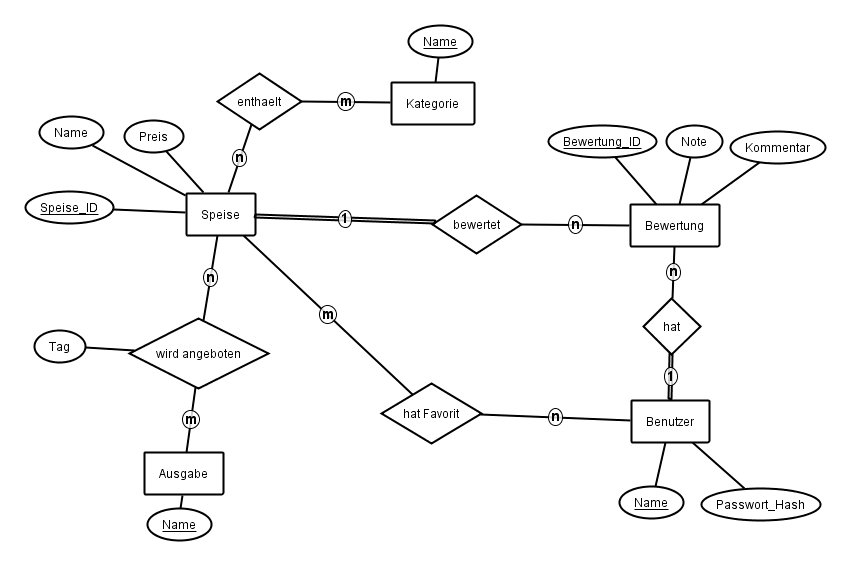 Name
enthaelt
m
Kategorie
Name
Preis
n
Bewertung_ID
Note
Kommentar
Speise_ID
Speise
1
bewertet
n
Bewertung
n
n
m
hat
Tag
wird angeboten
1
m
hat Favorit
n
Benutzer
Ausgabe
Name
Passwort_Hash
Name